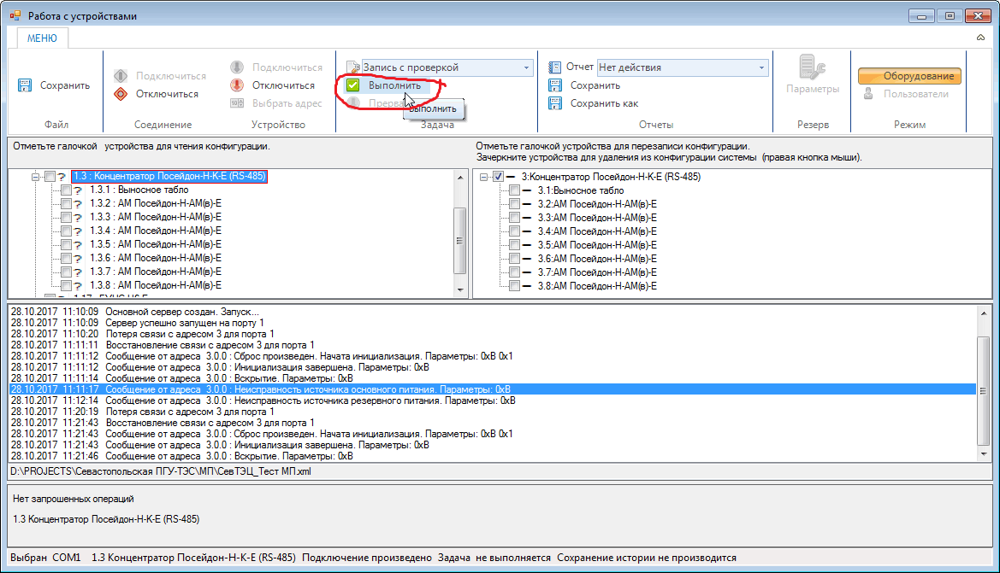 Работа с устройствами
МЕНЮ
Сохранить
Файл
Подключиться
Отключиться
Соединение
Подключиться
Отключиться
Выбрать адрес
Устройство
Запись с проверкой
Выполнить
Прерва
Выполнить
Задача
Отчет Нет действия
Сохранить
Сохранить как
Отчеты
Параметры
Резерв
Оборудование
Пользователи
Режим
Отметьте галочкой устройства для чтения конфигурации.
Отметьте галочкой устройства для перезаписи конфигурации.
Зачеркните устройства для удаления из конфигурации системы (правая кнопка мыши).
1.3 : Концентратор Посейдон-Н-К-Е (RS-485)
1.3.1 : Выносное табло
1.3.2 : АМ Посейдон-Н-АМ(в)-Е
1.3.3 : АМ Посейдон-Н-АМ(в)-Е
1.3.4 : АМ Посейдон-Н-АМ(в)-Е
1.3.5 : АМ Посейдон-Н-АМ(в)-Е
1.3.6 : АМ Посейдон-Н-АМ(в)-Е
1.3.7 : АМ Посейдон-Н-АМ(в)-Е
1.3.8 : АМ Посейдон-Н-АМ(в)-Е
3:Концентратор Посейдон-Н-К-Е (RS-485)
3.1:Выносное табло
3.2:АМ Посейдон-Н-АМ(в)-Е
3.3:АМ Посейдон-Н-АМ(в)-Е
3.4:АМ Посейдон-Н-АМ(в)-Е
3.5:АМ Посейдон-Н-АМ(в)-Е
3.6:АМ Посейдон-Н-АМ(в)-Е
3.7:АМ Посейдон-Н-АМ(в)-Е
3.8:АМ Посейдон-Н-АМ(в)-Е
28.10.2017 11:10:09 Основной сервер создан. Запуск...
28.10.2017 11:10:09 Сервер успешно запущен на порту 1
28.10.2017 11:10:20 Потеря связи с адресом 3 для порта 1
28.10.2017 11:11:11 Восстановление связи с адресом 3 для порта 1
28.10.2017 11:11:12 Сообщение от адреса 3.0.0 : Сброс произведен. Начата инициализация. Параметры: 0xB 0x1
28.10.2017 11:11:12 Сообщение от адреса 3.0.0 : Инициализация завершена. Параметры: 0xB
28.10.2017 11:11:14 Сообщение от адреса 3.0.0 : Вскрытие. Параметры: 0xB
28.10.2017 11:11:17 Сообщение от адреса 3.0.0 : Неисправность источника основного питания. Параметры: 0xB
28.10.2017 11:12:14 Сообщение от адреса 3.0.0 : Неисправность источника резервного питания. Параметры: 0xB
28.10.2017 11:20:19 Потеря связи с адресом 3 для порта 1
28.10.2017 11:21:43 Восстановление связи с адресом 3 для порта 1
28.10.2017 11:21:43 Сообщение от адреса 3.0.0 : Сброс произведен. Начата инициализация. Параметры: 0xB 0x1
28.10.2017 11:21:43 Сообщение от адреса 3.0.0 : Инициализация завершена. Параметры: 0xB
28.10.2017 11:21:46 Сообщение от адреса 3.0.0 : Вскрытие. Параметры: 0xB
D:\PROJECTS\Севастопольская ПГУ-ТЭС\МП\СевТЭЦ_Тест МП.xml
Нет запрошенных операций
1.3 Концентратор Посейдон-Н-К-Е (RS-485)
Выбран COM1 1.3 Концентратор Посейдон-Н-К-Е (RS-485) Подключение произведено Задача не выполняется Сохранение истории не производится